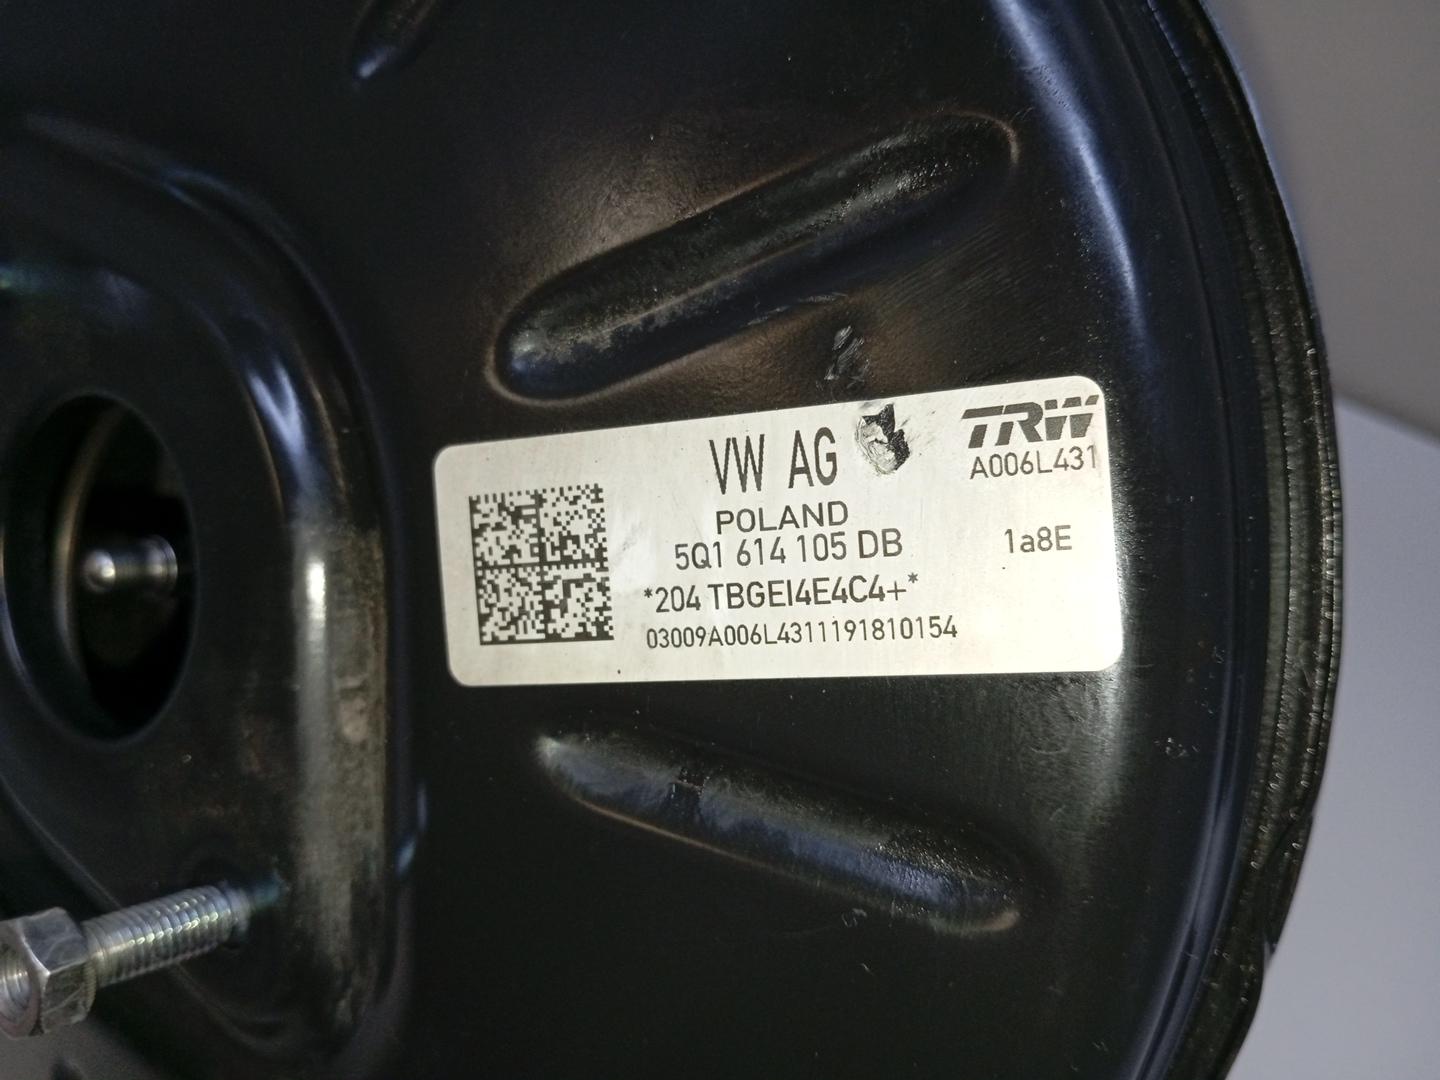 VW AG
TRW
A006L431
POLAND
5Q1 614 105 DB
1a8E
*204 TBGEI4E4C4+*
03009A006L4311191810154